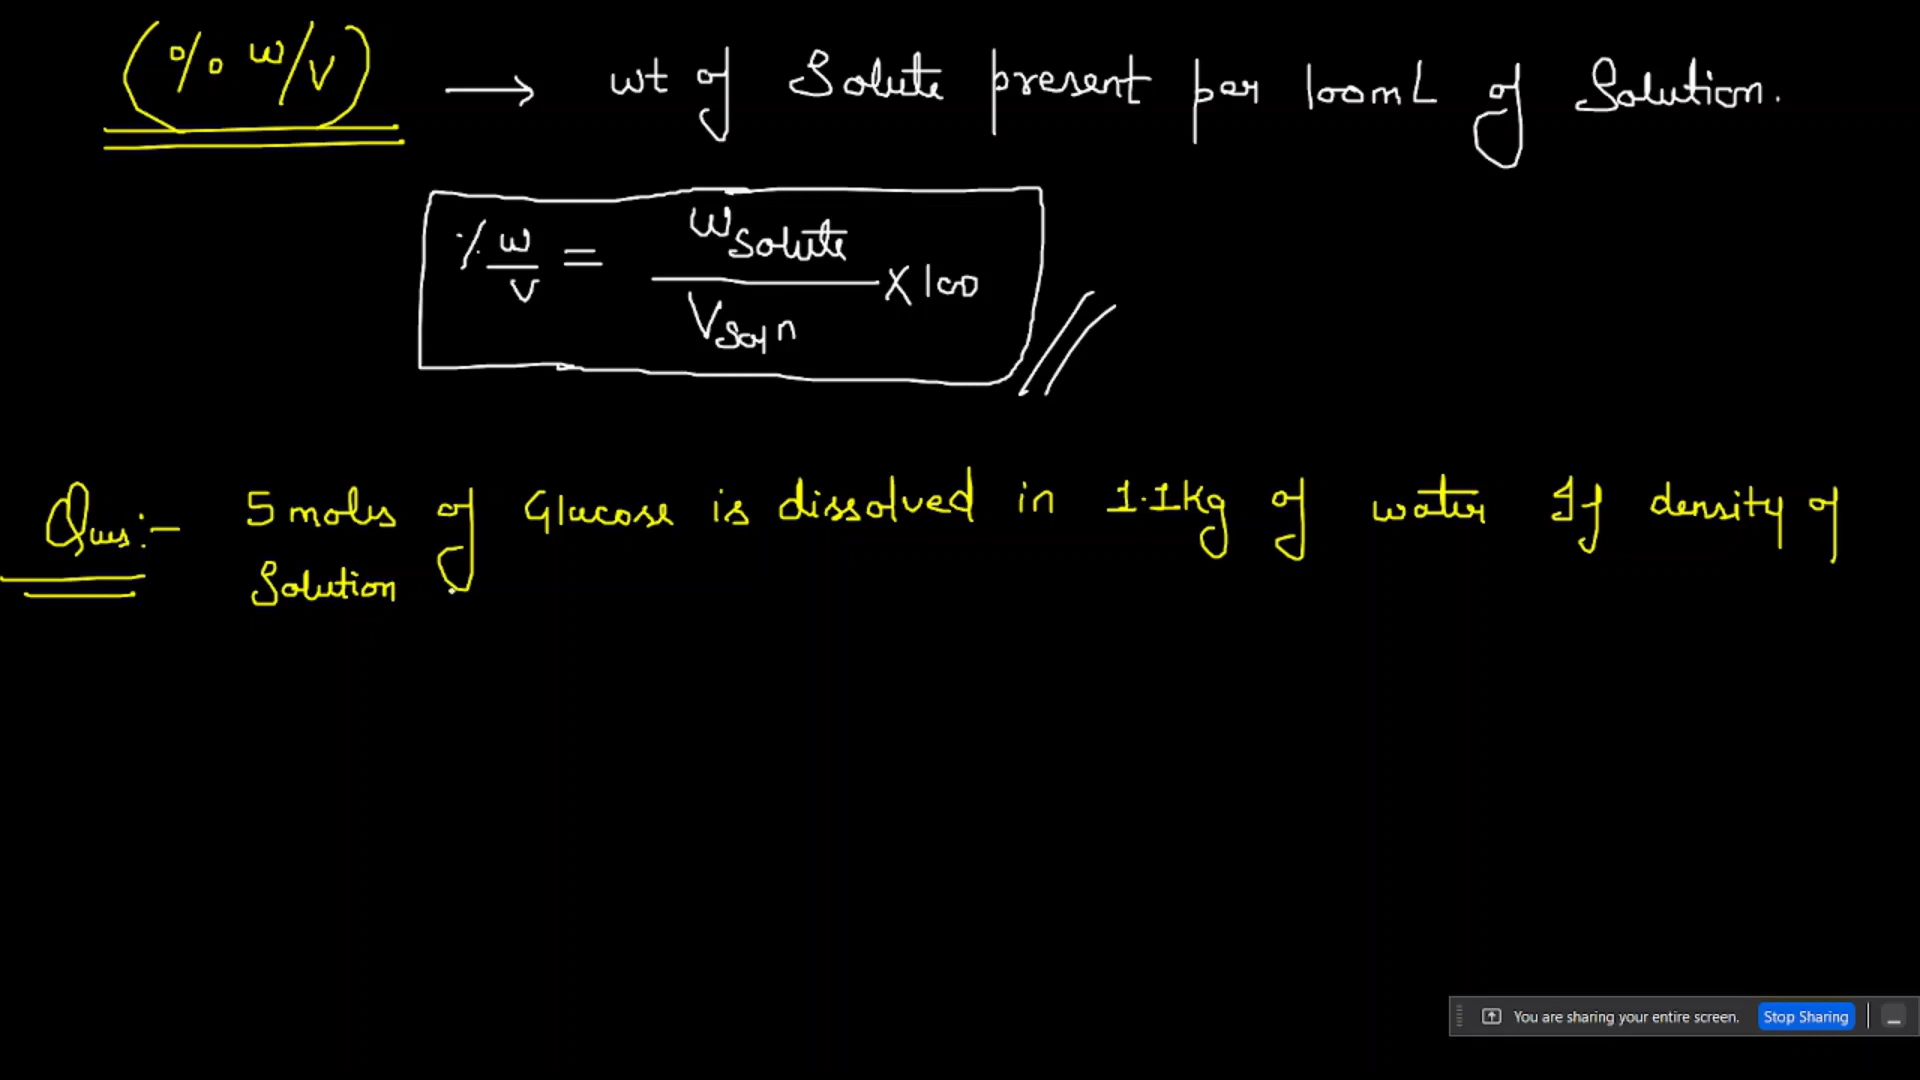 (% w/v) → wt of Solute present per 100mL of Solution.
% w/v = WSolute/VSoln X 100
Ques:- 5 moles of Glucose is dissolved in 1.1kg of water If density of
Solution
You are sharing your entire screen. Stop Sharing